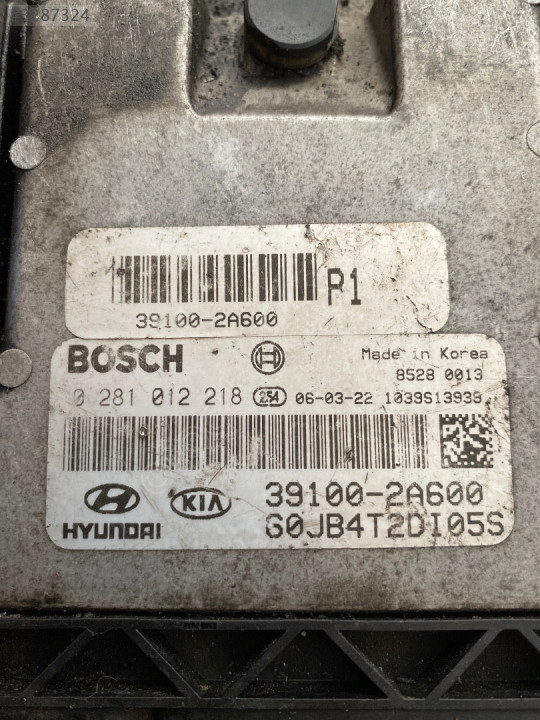 87324
P1
39100-2A600
BOSCH
Made in Korea
8528 0013
0 281 012 218 254 06-03-22 1039S13939
39100-2A600
HYUNDAI KIA G0JB4T2DI05S